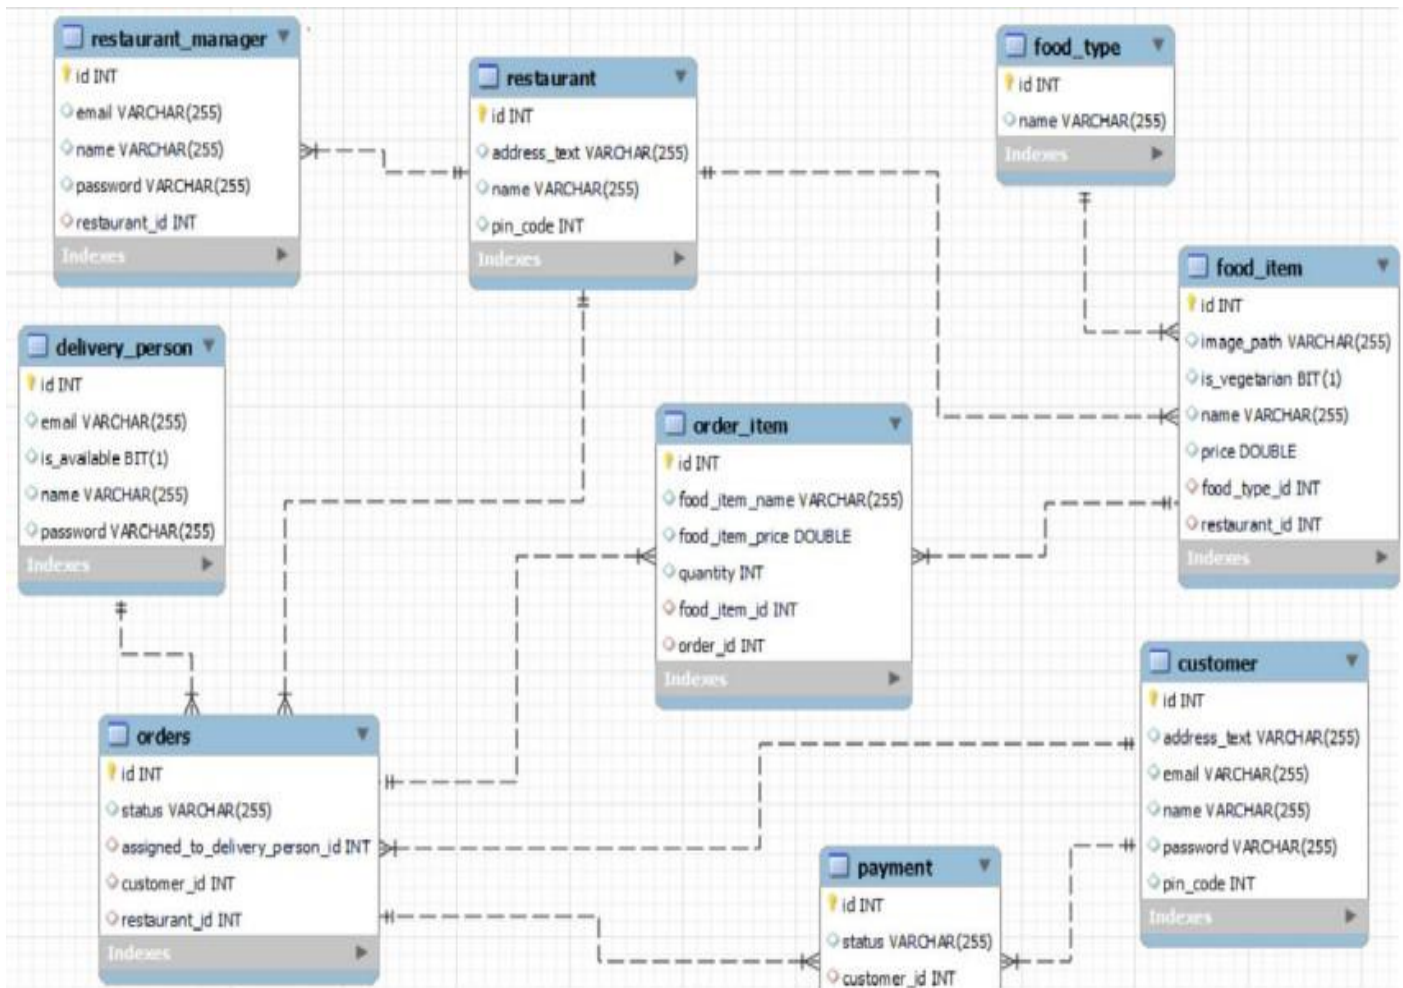 restaurant_manager
id INT
email VARCHAR(255)
name VARCHAR(255)
password VARCHAR(255)
restaurant_id INT
Indexes
restaurant
id INT
address_text VARCHAR(255)
name VARCHAR(255)
pin_code INT
Indexes
food_type
id INT
name VARCHAR(255)
Indexes
food_item
id INT
image_path VARCHAR(255)
is_vegetarian BIT(1)
name VARCHAR(255)
price DOUBLE
food_type_id INT
restaurant_id INT
Indexes
delivery_person
id INT
email VARCHAR(255)
is_available BIT(1)
name VARCHAR(255)
password VARCHAR(255)
Indexes
order_item
id INT
food_item_name VARCHAR(255)
food_item_price DOUBLE
quantity INT
food_item_id INT
order_id INT
Indexes
customer
id INT
address_text VARCHAR(255)
email VARCHAR(255)
name VARCHAR(255)
password VARCHAR(255)
pin_code INT
Indexes
orders
id INT
status VARCHAR(255)
assigned_to_delivery_person_id INT
customer_id INT
restaurant_id INT
Indexes
payment
id INT
status VARCHAR(255)
customer_id INT